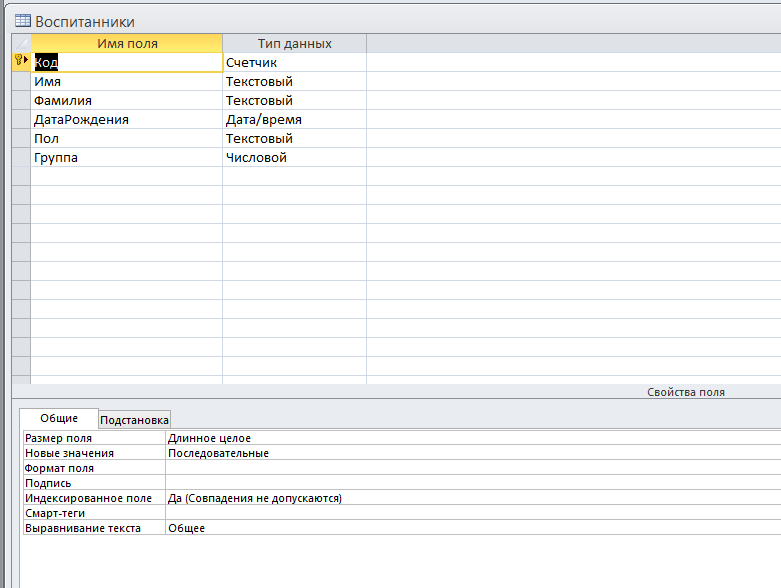 Воспитанники
Имя поля Тип данных
Код Счетчик
Имя Текстовый
Фамилия Текстовый
ДатаРождения Дата/время
Пол Текстовый
Группа Числовой
Свойства поля
Общие Подстановка
Размер поля Длинное целое
Новые значения Последовательные
Формат поля
Подпись
Индексированное поле Да (Совпадения не допускаются)
Смарт-теги
Выравнивание текста Общее